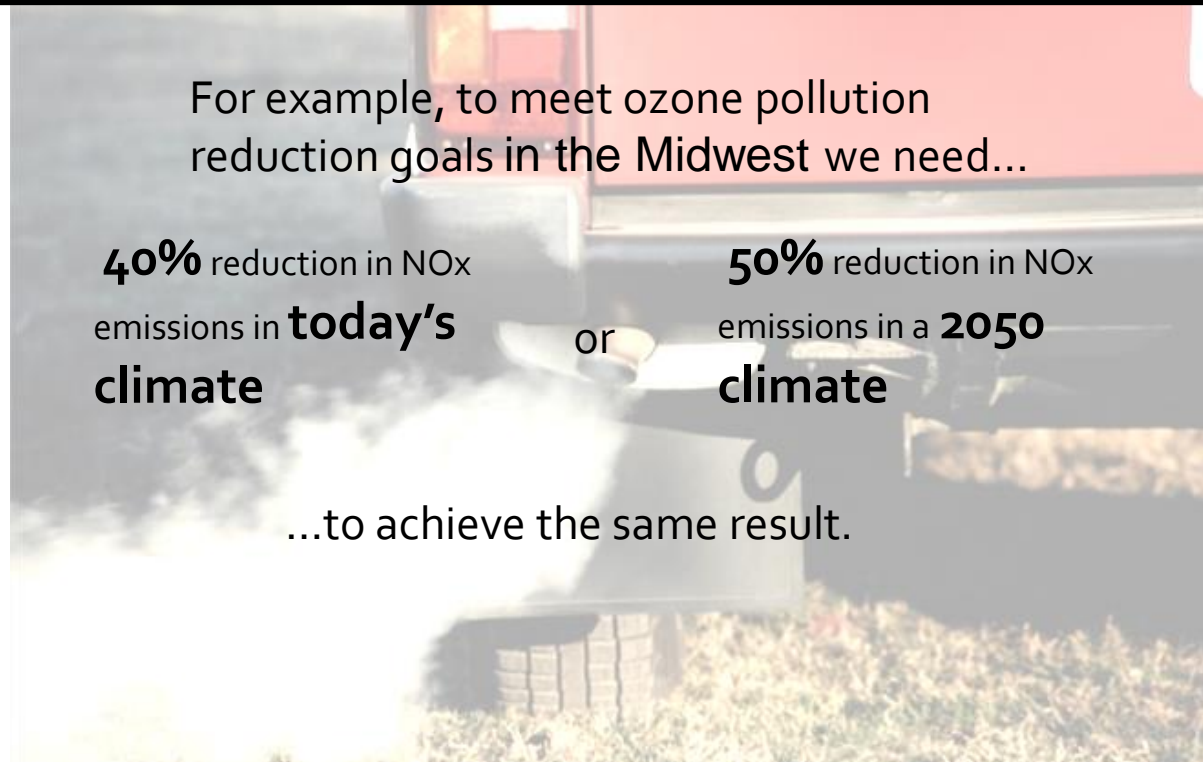 For example, to meet ozone pollution
reduction goals in the Midwest we need...
40% reduction in NOx
emissions in today's
climate
or
50% reduction in NOx
emissions in a 2050
climate
...to achieve the same result.